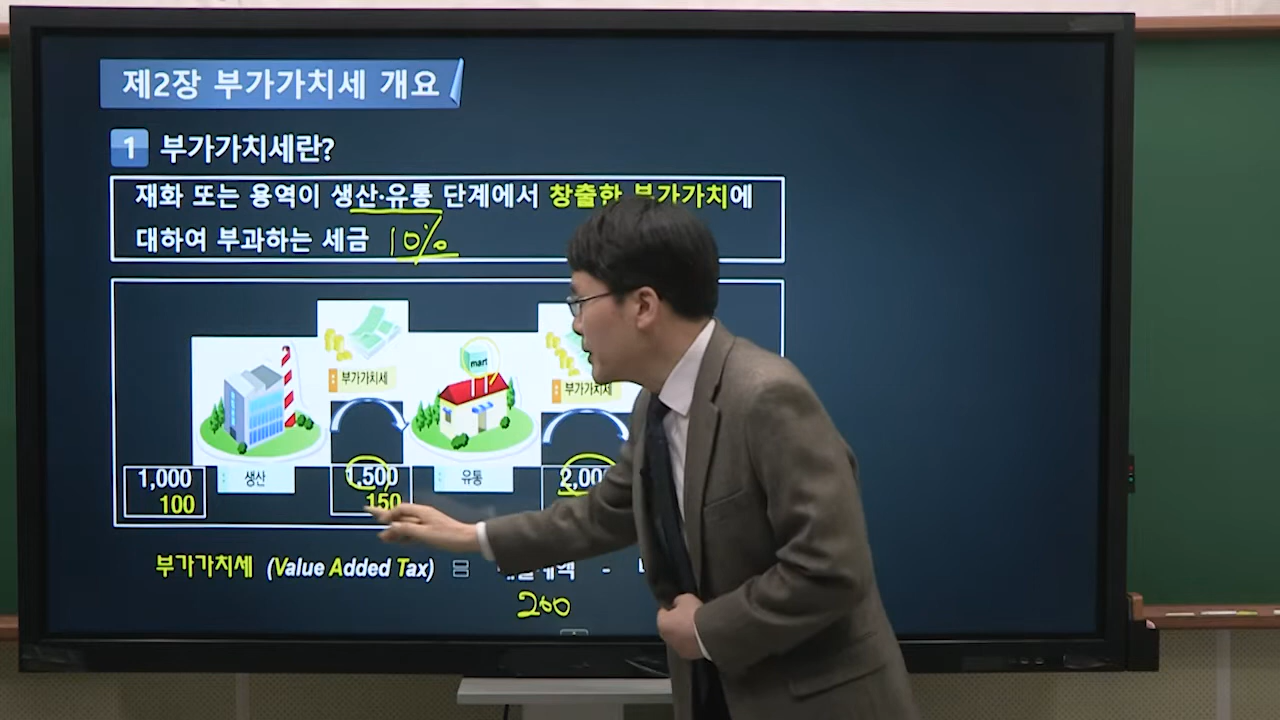 제2장 부가가치세 개요
1 부가가치세란?
재화 또는 용역이 생산·유통 단계에서 창출한 부가가치에
대하여 부과하는 세금 10%
부가가치세
부가가치세
mart
생산
유통
1,000
100
1,500
150
부가가치세 (Value Added Tax) = -
200